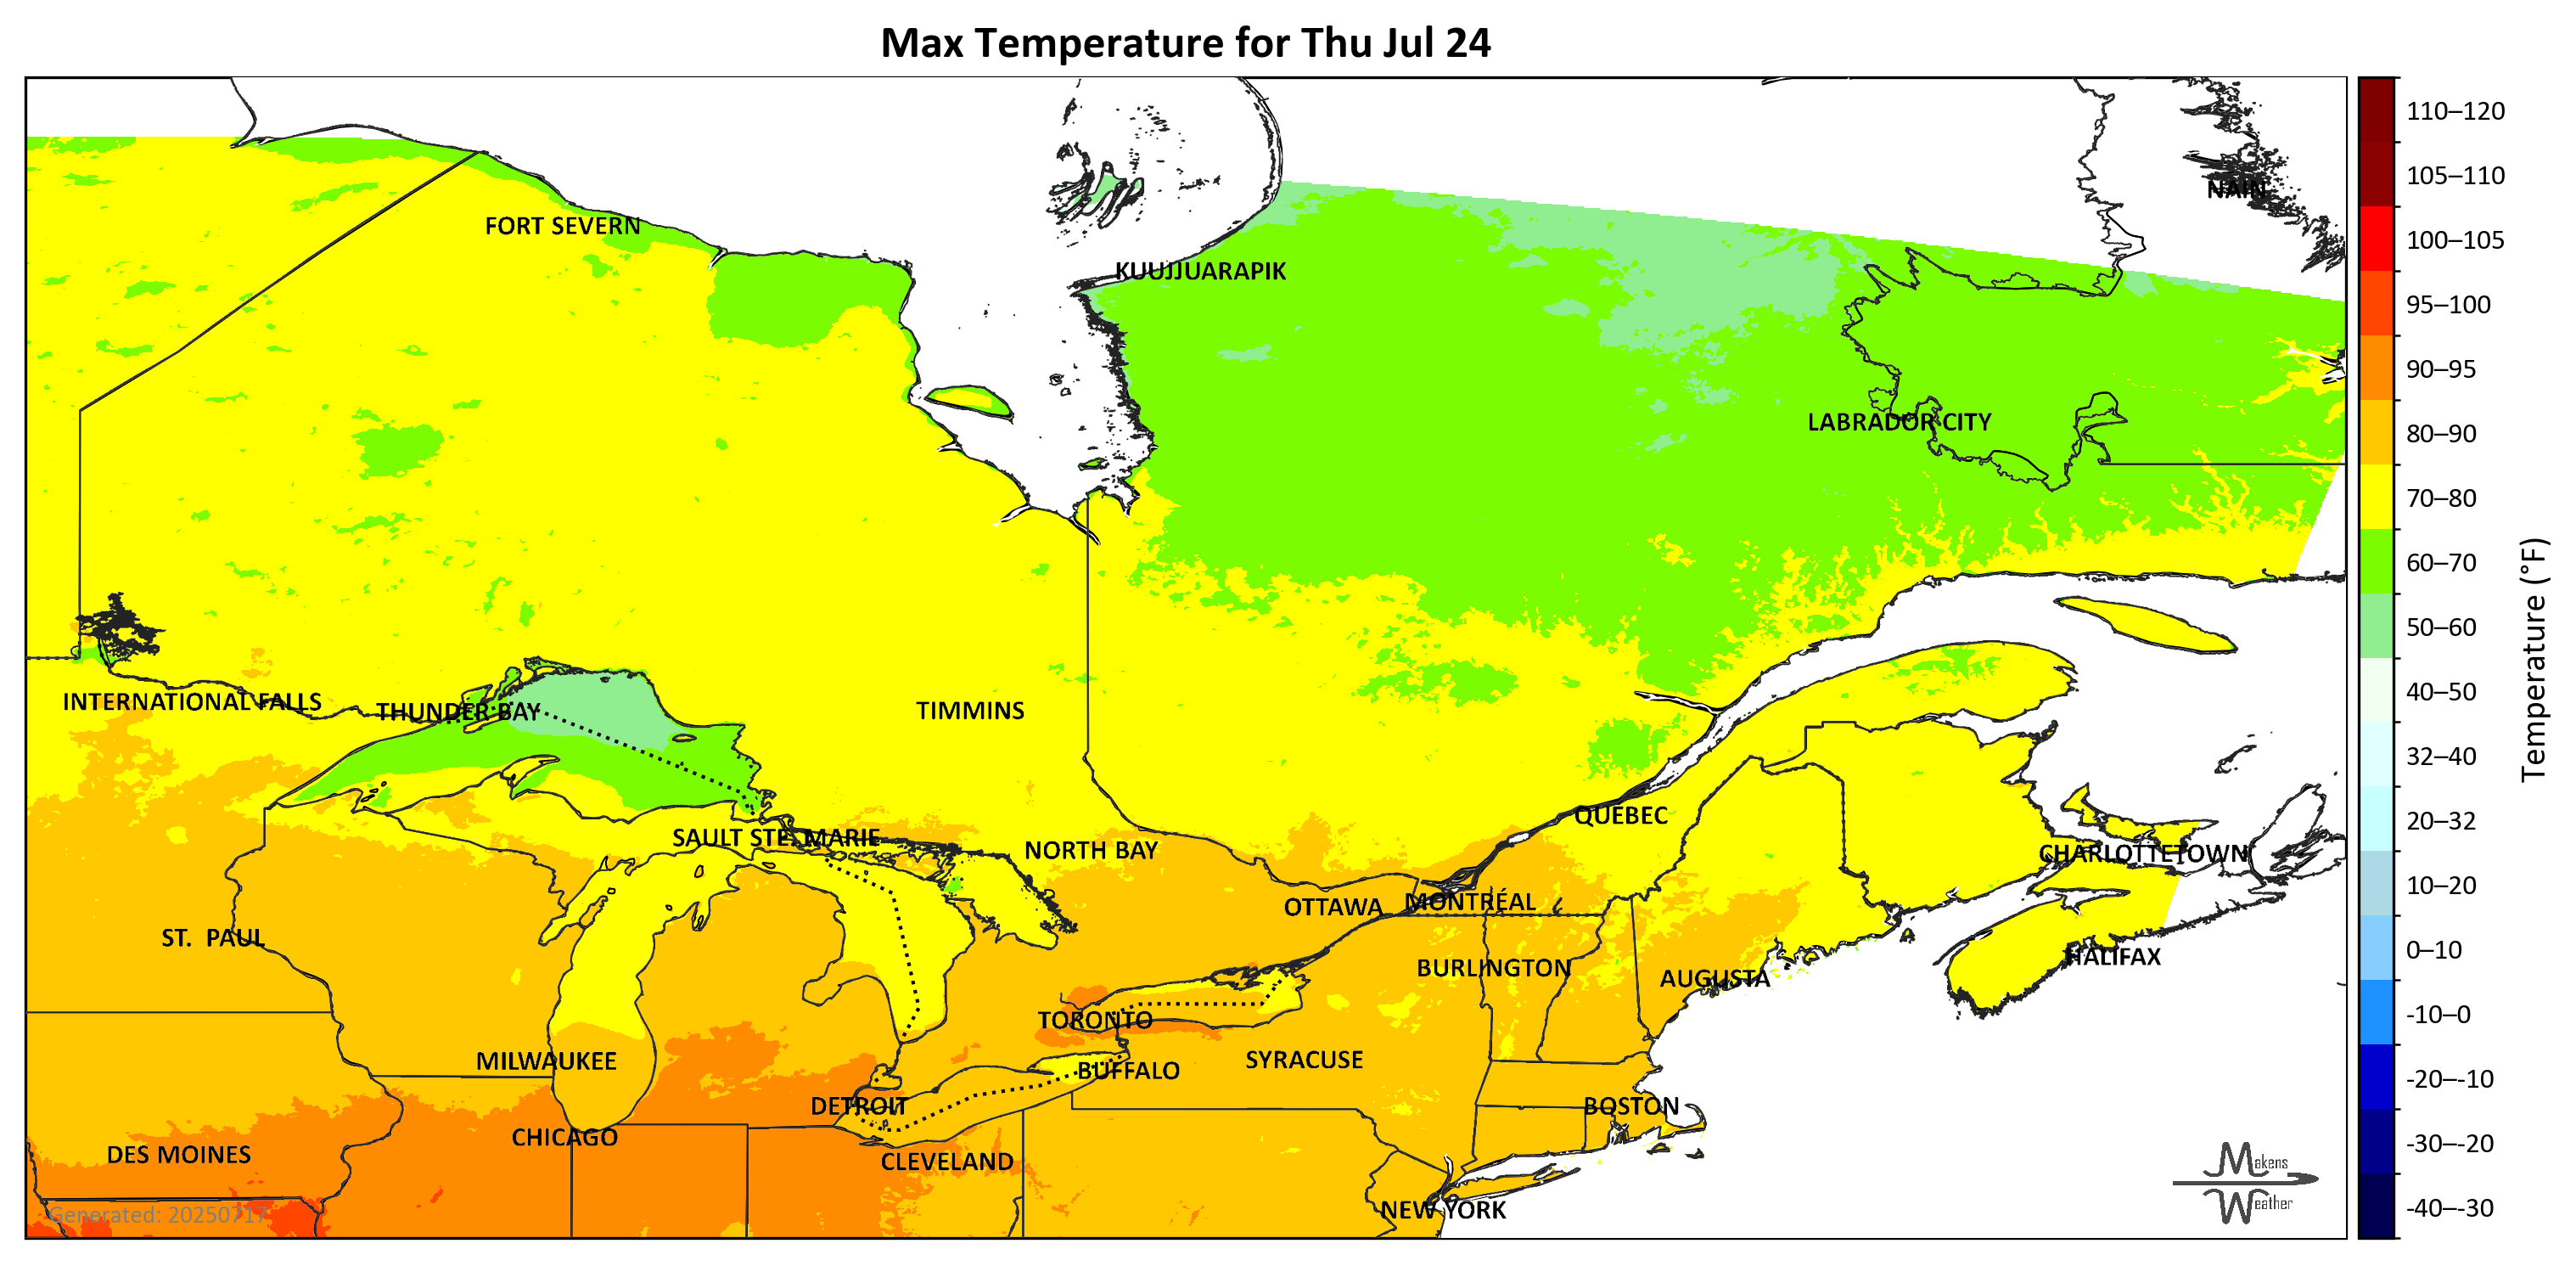 Max Temperature for Thu Jul 24
110–120
105–110
NAIN
FORT SEVERN
100–105
KUUJJUARAPIK
95–100
90–95
LABRADOR CITY
80–90
70–80
60–70
50–60
Temperature (°F)
40–50
INTERNATIONAL FALLS
THUNDER BAY
TIMMINS
32–40
QUEBEC
20–32
SAULT STE. MARIE
NORTH BAY
CHARLOTTETOWN
10–20
OTTAWA
MONTRÉAL
ST. PAUL
0–10
HALIFAX
BURLINGTON
AUGUSTA
-10–0
TORONTO
MILWAUKEE
SYRACUSE
BUFFALO
-20–-10
DETROIT
BOSTON
CHICAGO
-30–-20
DES MOINES
CLEVELAND
Makens
Weather
-40–-30
Generated: 20250717
NEW YORK